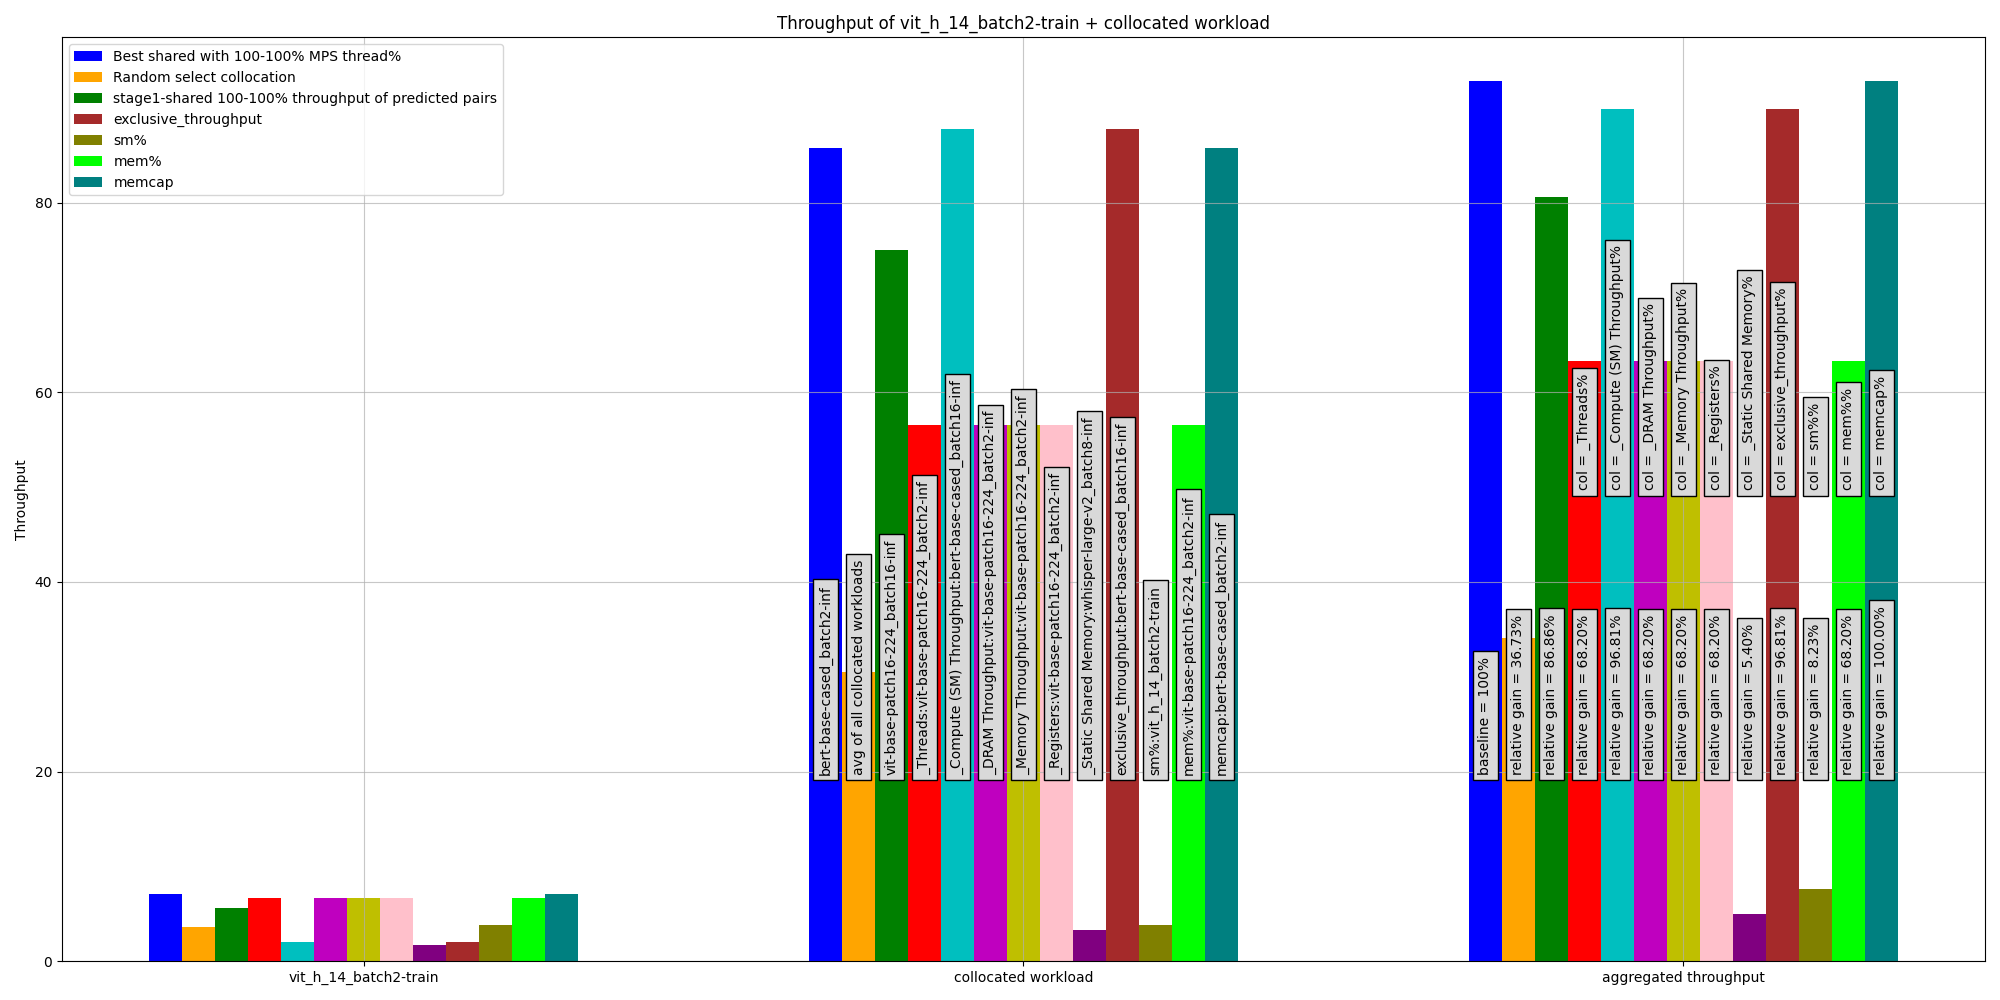 Throughput of vit_h_14_batch2-train + collocated workload
Best shared with 100-100% MPS thread%
Random select collocation
stage1-shared 100-100% throughput of predicted pairs
exclusive_throughput
sm%
mem%
memcap
Throughput
80
60
40
20
0
bert-base-cased_batch2-inf
avg of all collocated workloads
vit-base-patch16-224_batch16-inf
_Threads:vit-base-patch16-224_batch2-inf
_Compute (SM) Throughput:bert-base-cased_batch16-inf
_DRAM Throughput:vit-base-patch16-224_batch2-inf
_Memory Throughput:vit-base-patch16-224_batch2-inf
_Registers:vit-base-patch16-224_batch2-inf
_Static Shared Memory:whisper-large-v2_batch8-inf
exclusive_throughput:bert-base-cased_batch16-inf
sm%:vit_h_14_batch2-train
mem%:vit-base-patch16-224_batch2-inf
memcap:bert-base-cased_batch2-inf
col = _Threads%
col = _Compute (SM) Throughput%
col = _DRAM Throughput%
col = _Memory Throughput%
col = _Registers%
col = _Static Shared Memory%
col = exclusive_throughput%
col = sm%%
col = mem%%
col = memcap%
baseline = 100%
relative gain = 36.73%
relative gain = 86.86%
relative gain = 68.20%
relative gain = 96.81%
relative gain = 68.20%
relative gain = 68.20%
relative gain = 68.20%
relative gain = 5.40%
relative gain = 96.81%
relative gain = 8.23%
relative gain = 68.20%
relative gain = 100.00%
vit_h_14_batch2-train
collocated workload
aggregated throughput